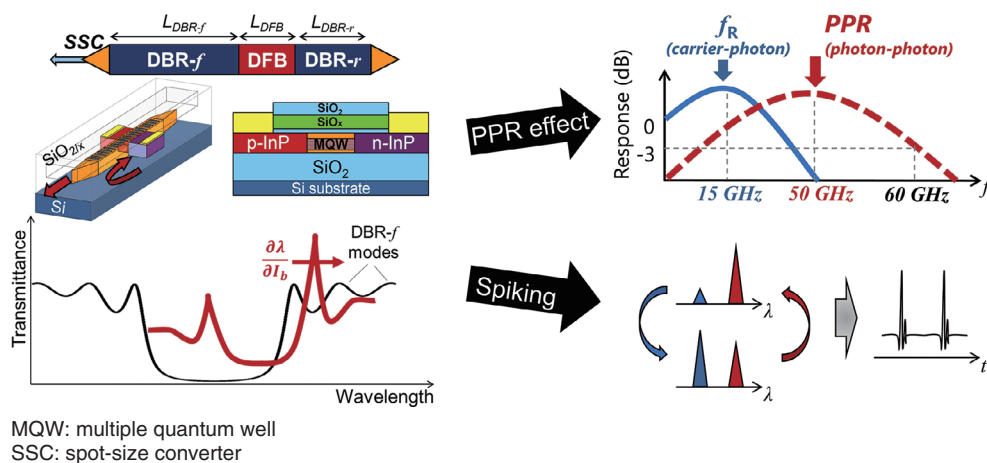 L_DBR-f L_DFB L_DBR-r
SSC
DBR-f DFB DBR-r
SiO2/x
Si
SiO2
SiOx
p-InP MQW n-InP
SiO2
Si substrate
Transmittance
∂λ
∂I_b
DBR-f
modes
Wavelength
PPR effect
Spiking
f_R
(carrier-photon)
PPR
(photon-photon)
Response (dB)
0
-3
15 GHz 50 GHz 60 GHz f
λ
λ
t
MQW: multiple quantum well
SSC: spot-size converter